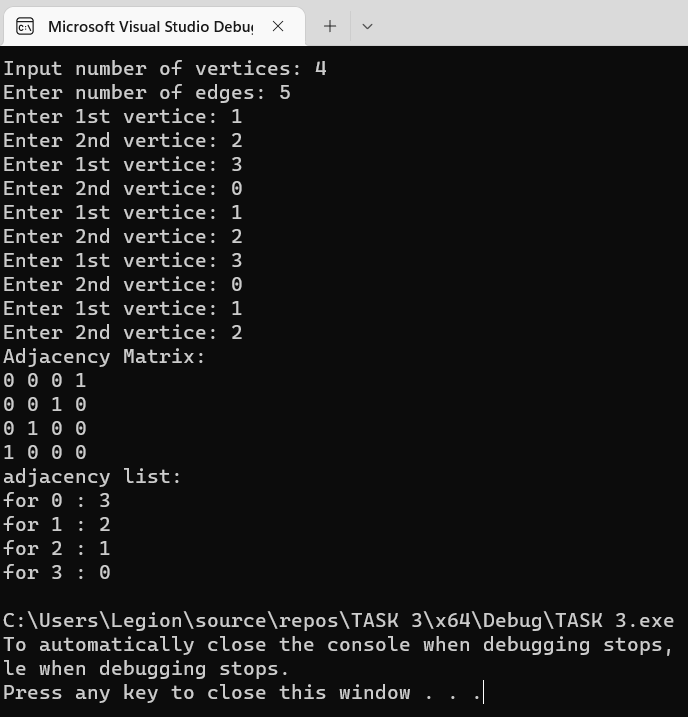 Microsoft Visual Studio Debu
Input number of vertices: 4
Enter number of edges: 5
Enter 1st vertice: 1
Enter 2nd vertice: 2
Enter 1st vertice: 3
Enter 2nd vertice: 0
Enter 1st vertice: 1
Enter 2nd vertice: 2
Enter 1st vertice: 3
Enter 2nd vertice: 0
Enter 1st vertice: 1
Enter 2nd vertice: 2
Adjacency Matrix:
0 0 0 1
0 0 1 0
0 1 0 0
1 0 0 0
adjacency list:
for 0 : 3
for 1 : 2
for 2 : 1
for 3 : 0
C:\Users\Legion\source\repos\TASK 3\x64\Debug\TASK 3.exe
To automatically close the console when debugging stops,
le when debugging stops.
Press any key to close this window . . .